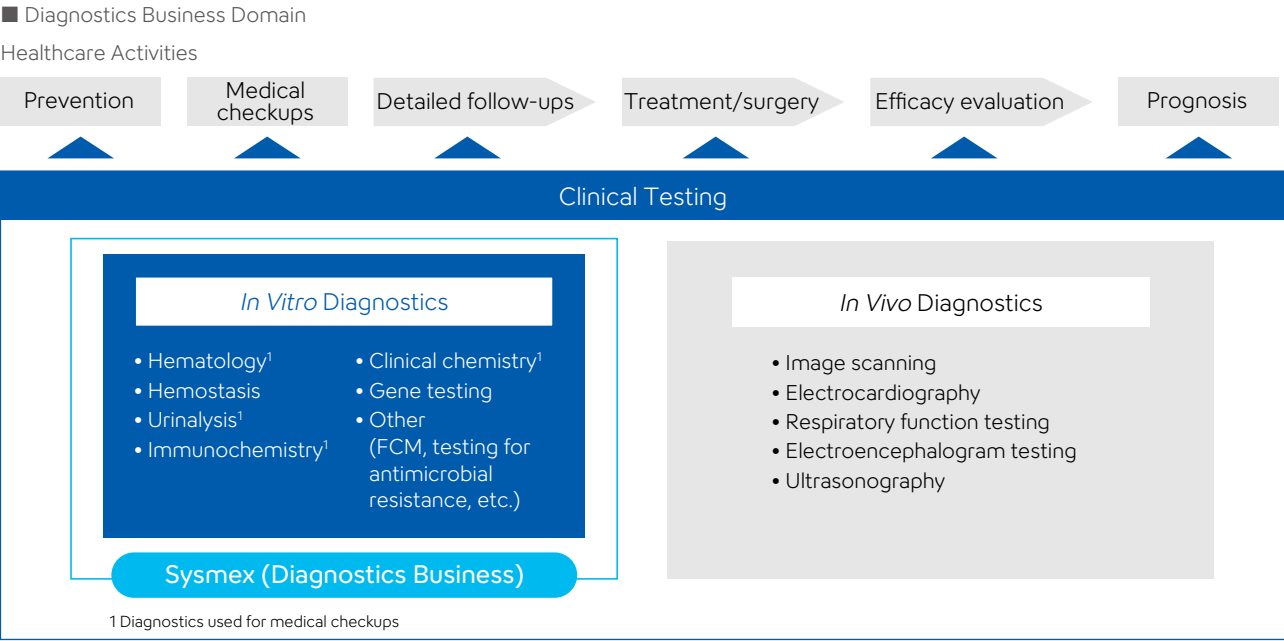 ■ Diagnostics Business Domain
Healthcare Activities
Prevention
Medical
checkups
Detailed follow-ups
Treatment/surgery
Efficacy evaluation
Prognosis
Clinical Testing
In Vitro Diagnostics
• Hematology¹
• Hemostasis
• Urinalysis¹
• Immunochemistry¹
• Clinical chemistry¹
• Gene testing
• Other
(FCM, testing for
antimicrobial
resistance, etc.)
Sysmex (Diagnostics Business)
1 Diagnostics used for medical checkups
In Vivo Diagnostics
• Image scanning
• Electrocardiography
• Respiratory function testing
• Electroencephalogram testing
• Ultrasonography